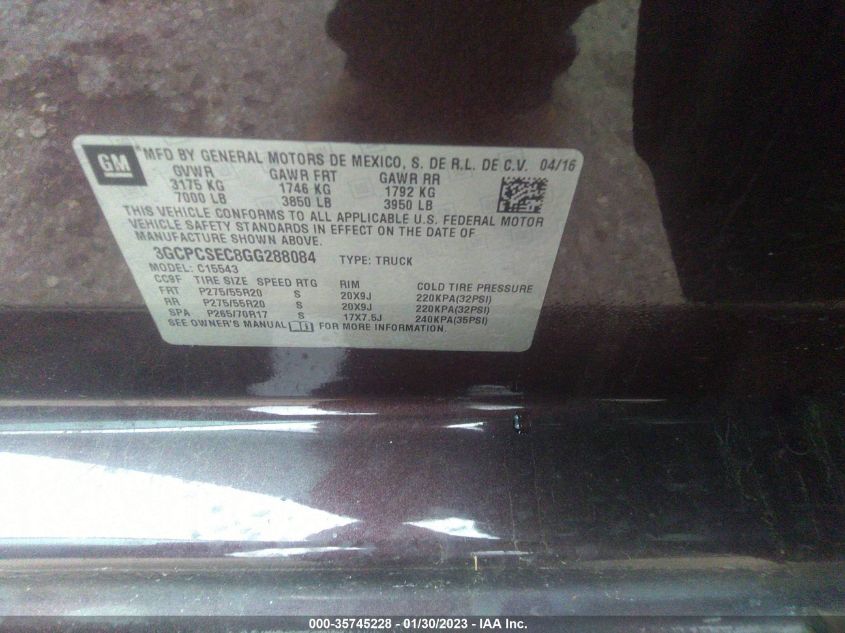 GM
*MFD BY GENERAL MOTORS DE MEXICO, S. DE R.L. DE C.V. 04/16
GVWR GAWR FRT GAWR RR
3175 KG 1746 KG 1792 KG
7000 LB 3850 LB 3950 LB
THIS VEHICLE CONFORMS TO ALL APPLICABLE U.S. FEDERAL MOTOR
VEHICLE SAFETY STANDARDS IN EFFECT ON THE DATE OF
MANUFACTURE SHOWN ABOVE.
3GCPCSEC8GG288084 TYPE: TRUCK
MODEL: C15543
CC9F TIRE SIZE SPEED RTG RIM COLD TIRE PRESSURE
FRT P275/55R20 S 20X9J 220KPA(32PSI)
RR P275/55R20 S 20X9J 220KPA(32PSI)
SPA P265/70R17 S 17X7.5J 240KPA(35PSI)
SEE OWNER'S MANUAL FOR MORE INFORMATION.
000-35745228 - 01/30/2023 - IAA Inc.